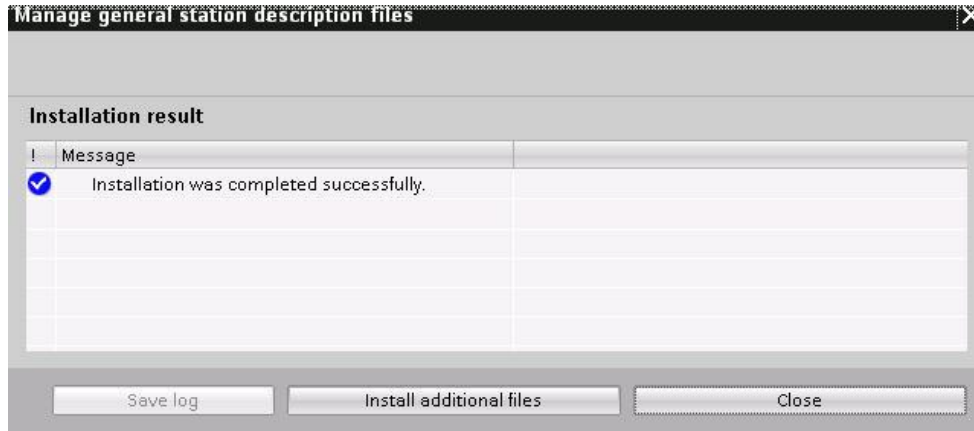 Manage general station description files
Installation result
! Message
Installation was completed successfully.
Save log Install additional files Close